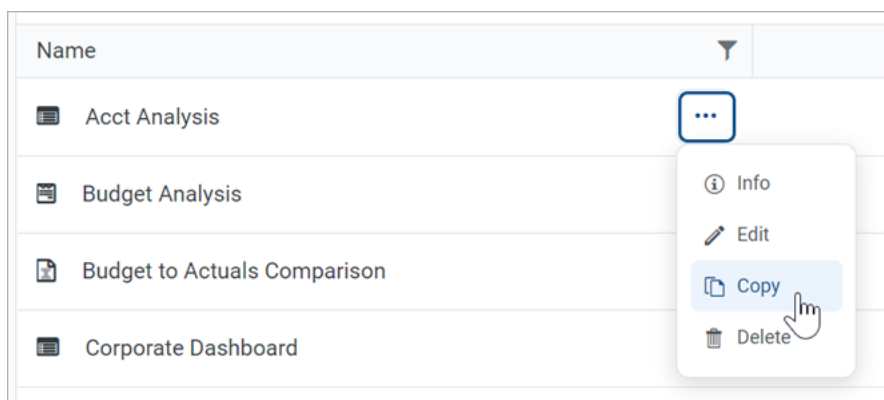 Name
Acct Analysis
Info
Budget Analysis
Edit
Budget to Actuals Comparison
Copy
Delete
Corporate Dashboard